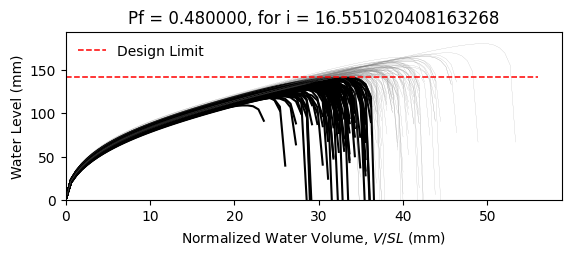 Pf = 0.480000, for i = 16.551020408163268
Design Limit
Water Level (mm)
150
100
50
0
0 10 20 30 40 50
Normalized Water Volume, V/SL (mm)